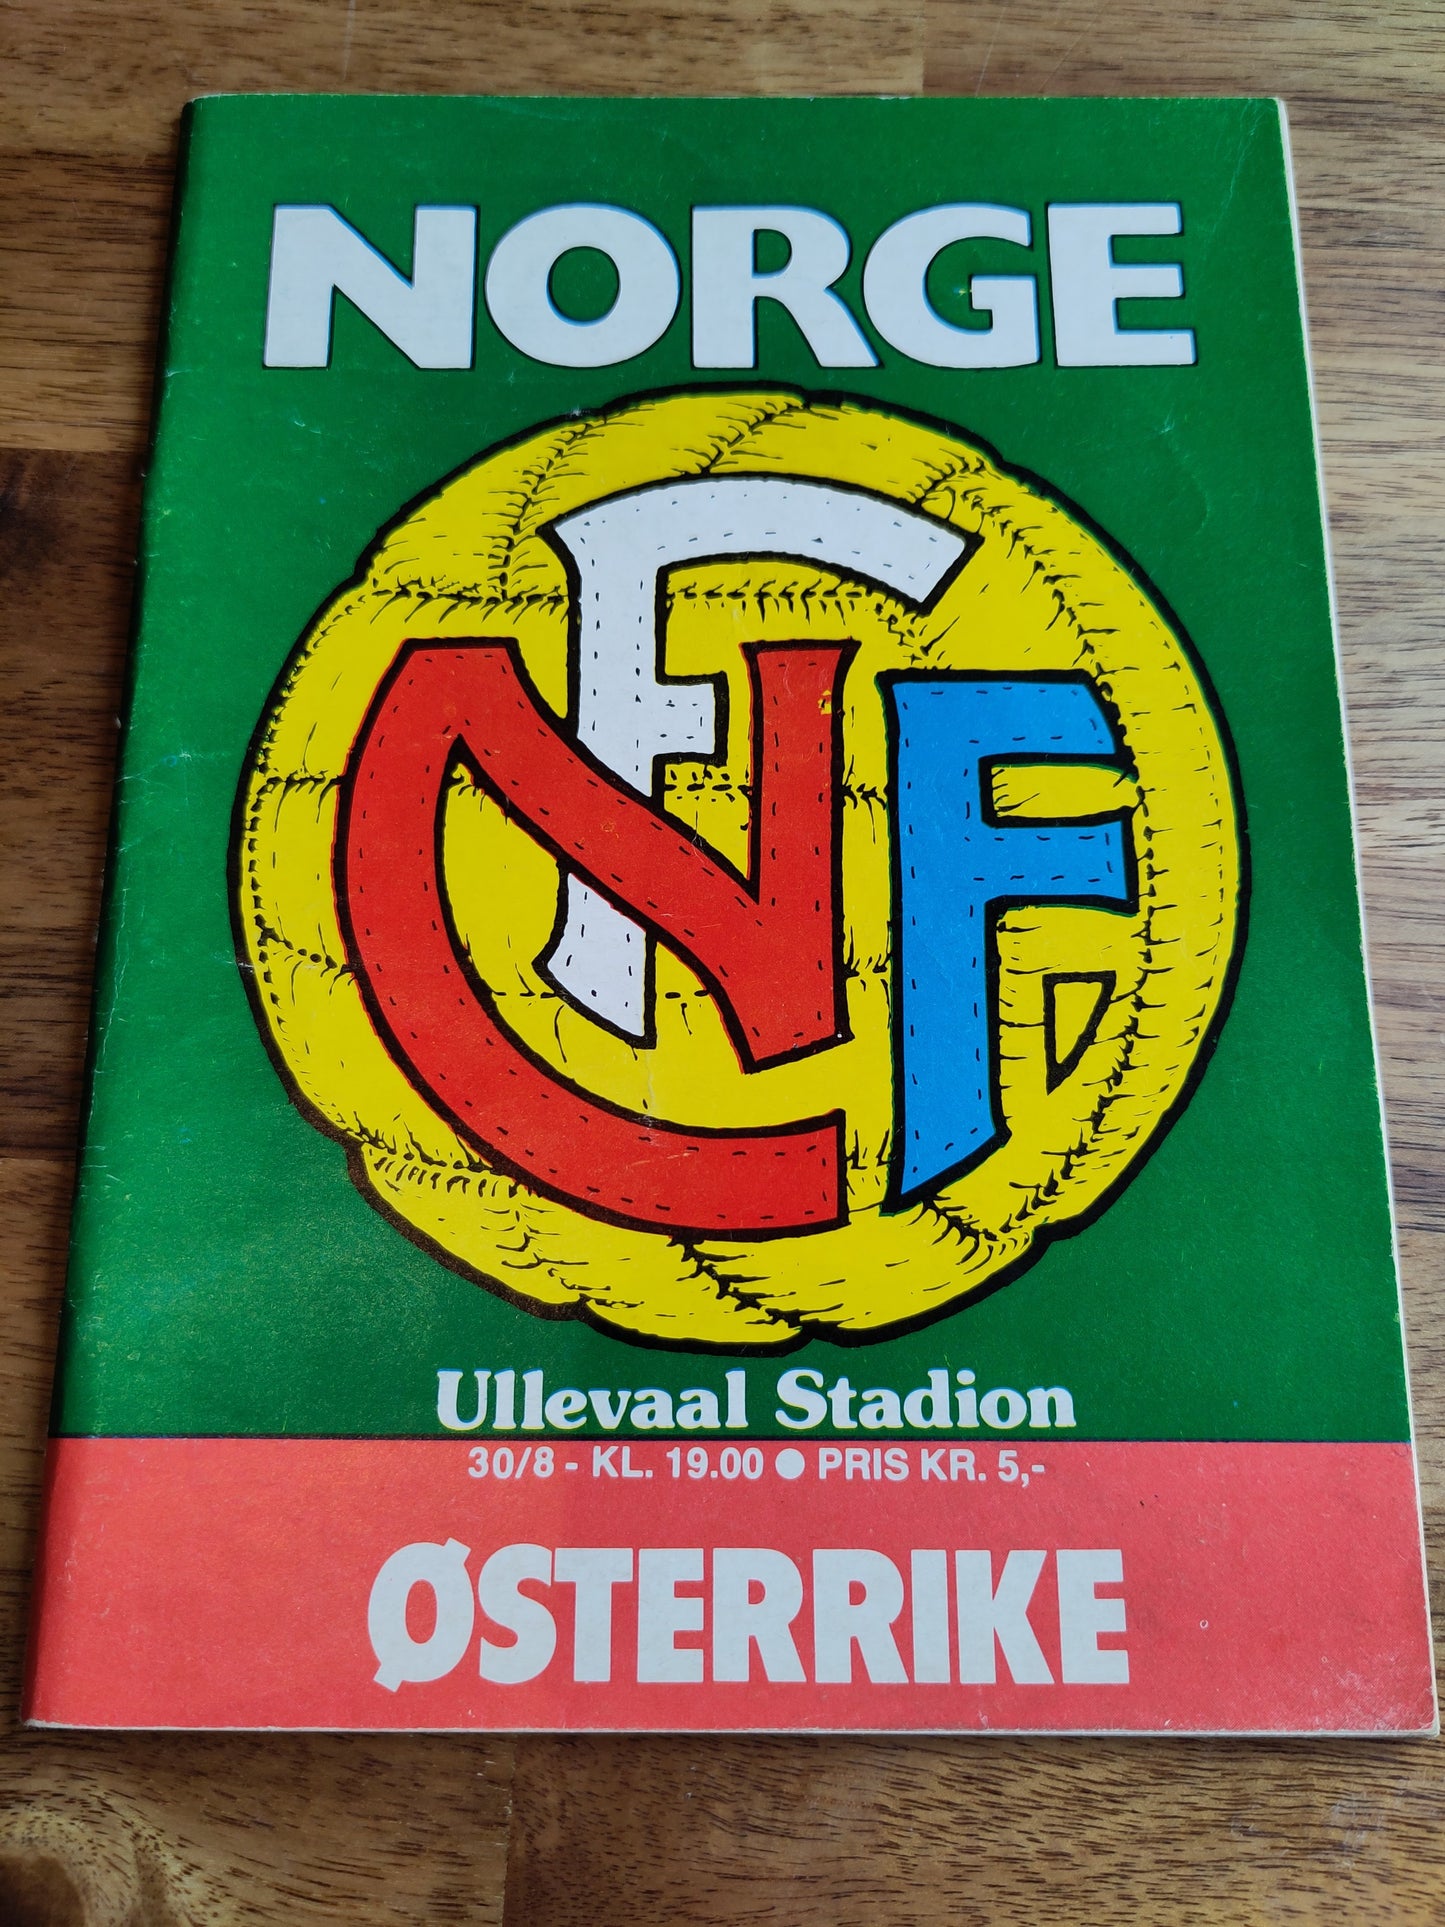 NORGE
NFF
Ullevaal Stadion
30/8 - KL. 19.00 ● PRIS KR. 5,-
ØSTERRIKE